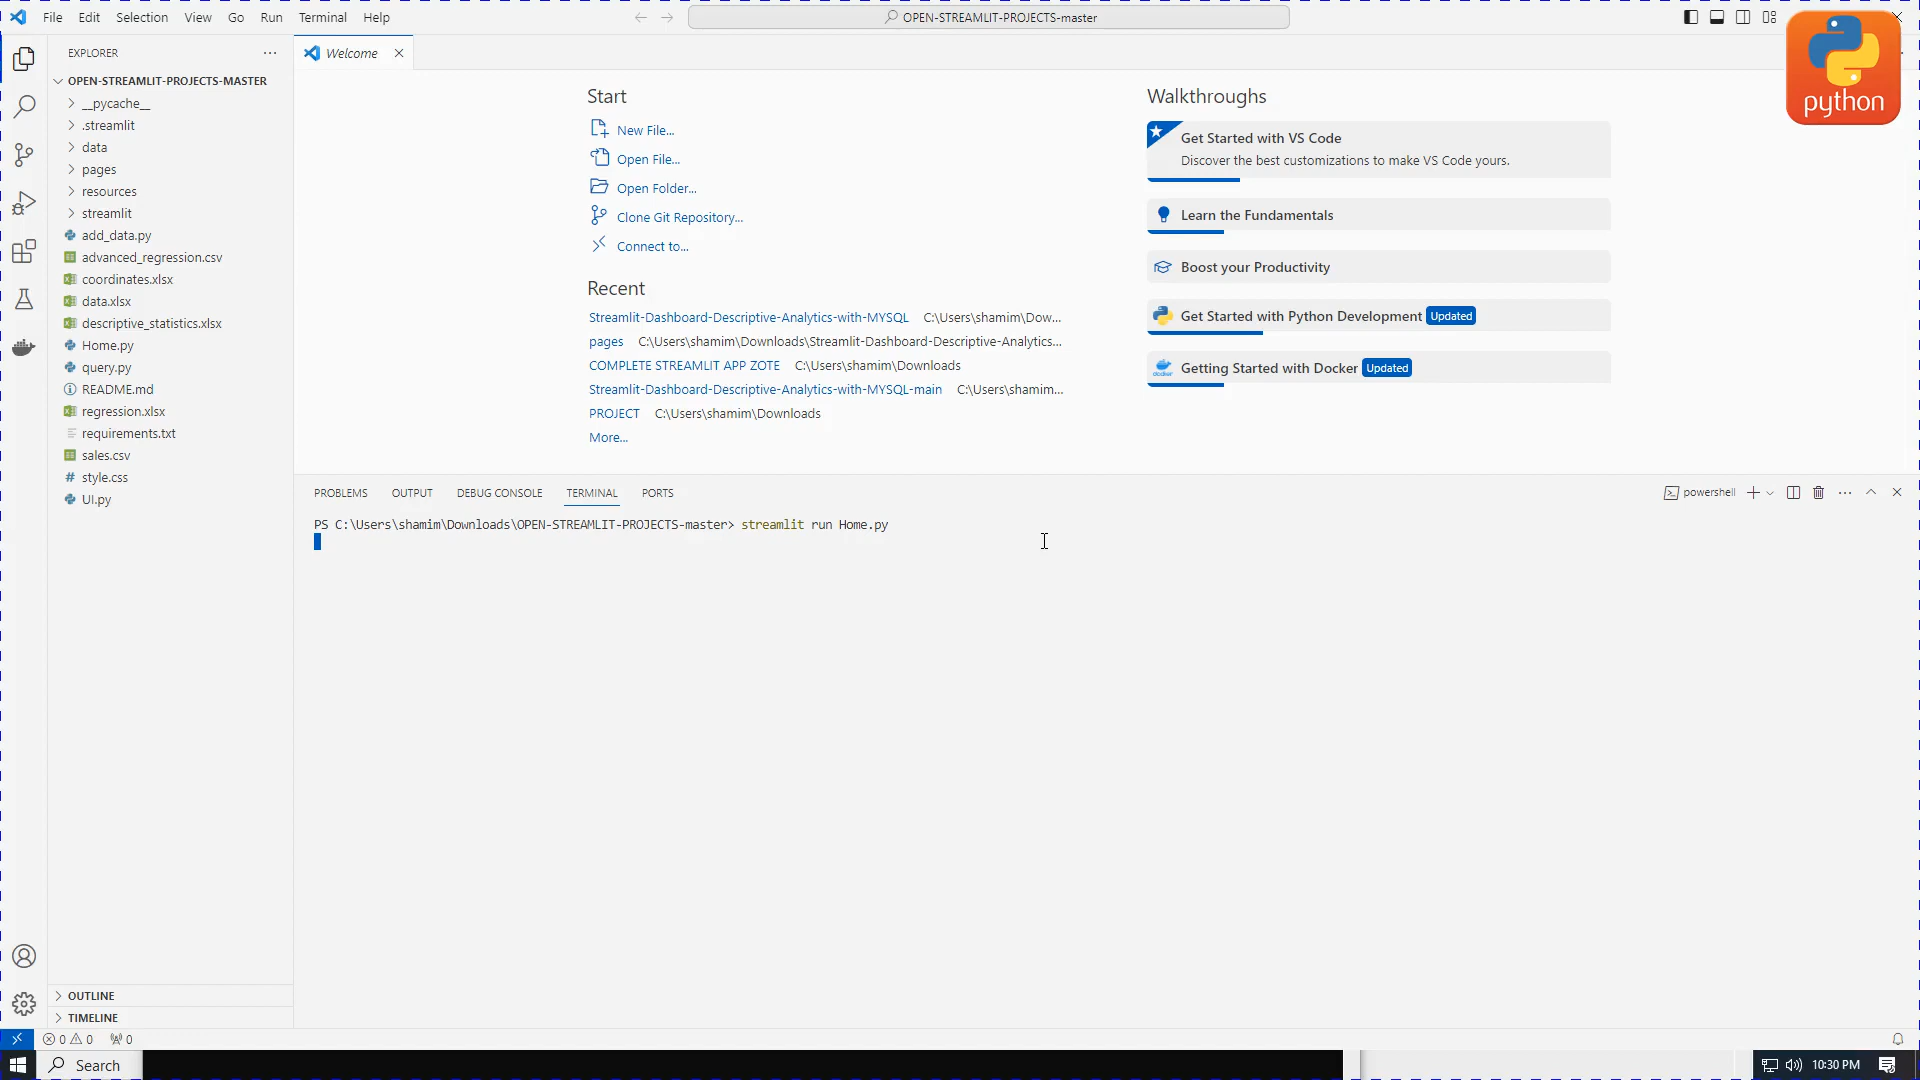 File Edit Selection View Go Run Terminal Help
OPEN-STREAMLIT-PROJECTS-master
python
EXPLORER
OPEN-STREAMLIT-PROJECTS-MASTER
__pycache__
.streamlit
data
pages
resources
streamlit
add_data.py
advanced_regression.csv
coordinates.xlsx
data.xlsx
descriptive_statistics.xlsx
Home.py
query.py
README.md
regression.xlsx
requirements.txt
sales.csv
style.css
UI.py
OUTLINE
TIMELINE
Welcome
Start
New File...
Open File...
Open Folder...
Clone Git Repository...
Connect to...
Recent
Streamlit-Dashboard-Descriptive-Analytics-with-MYSQL C:\Users\shamim\Dow...
pages C:\Users\shamim\Downloads\Streamlit-Dashboard-Descriptive-Analytics...
COMPLETE STREAMLIT APP ZOTE C:\Users\shamim\Downloads
Streamlit-Dashboard-Descriptive-Analytics-with-MYSQL-main C:\Users\shamim...
PROJECT C:\Users\shamim\Downloads
More...
Walkthroughs
Get Started with VS Code
Discover the best customizations to make VS Code yours.
Learn the Fundamentals
Boost your Productivity
Get Started with Python Development Updated
docker
Getting Started with Docker Updated
PROBLEMS OUTPUT DEBUG CONSOLE TERMINAL PORTS
powershell
PS C:\Users\shamim\Downloads\OPEN-STREAMLIT-PROJECTS-master> streamlit run Home.py
0 0 0
Search
10:30 PM